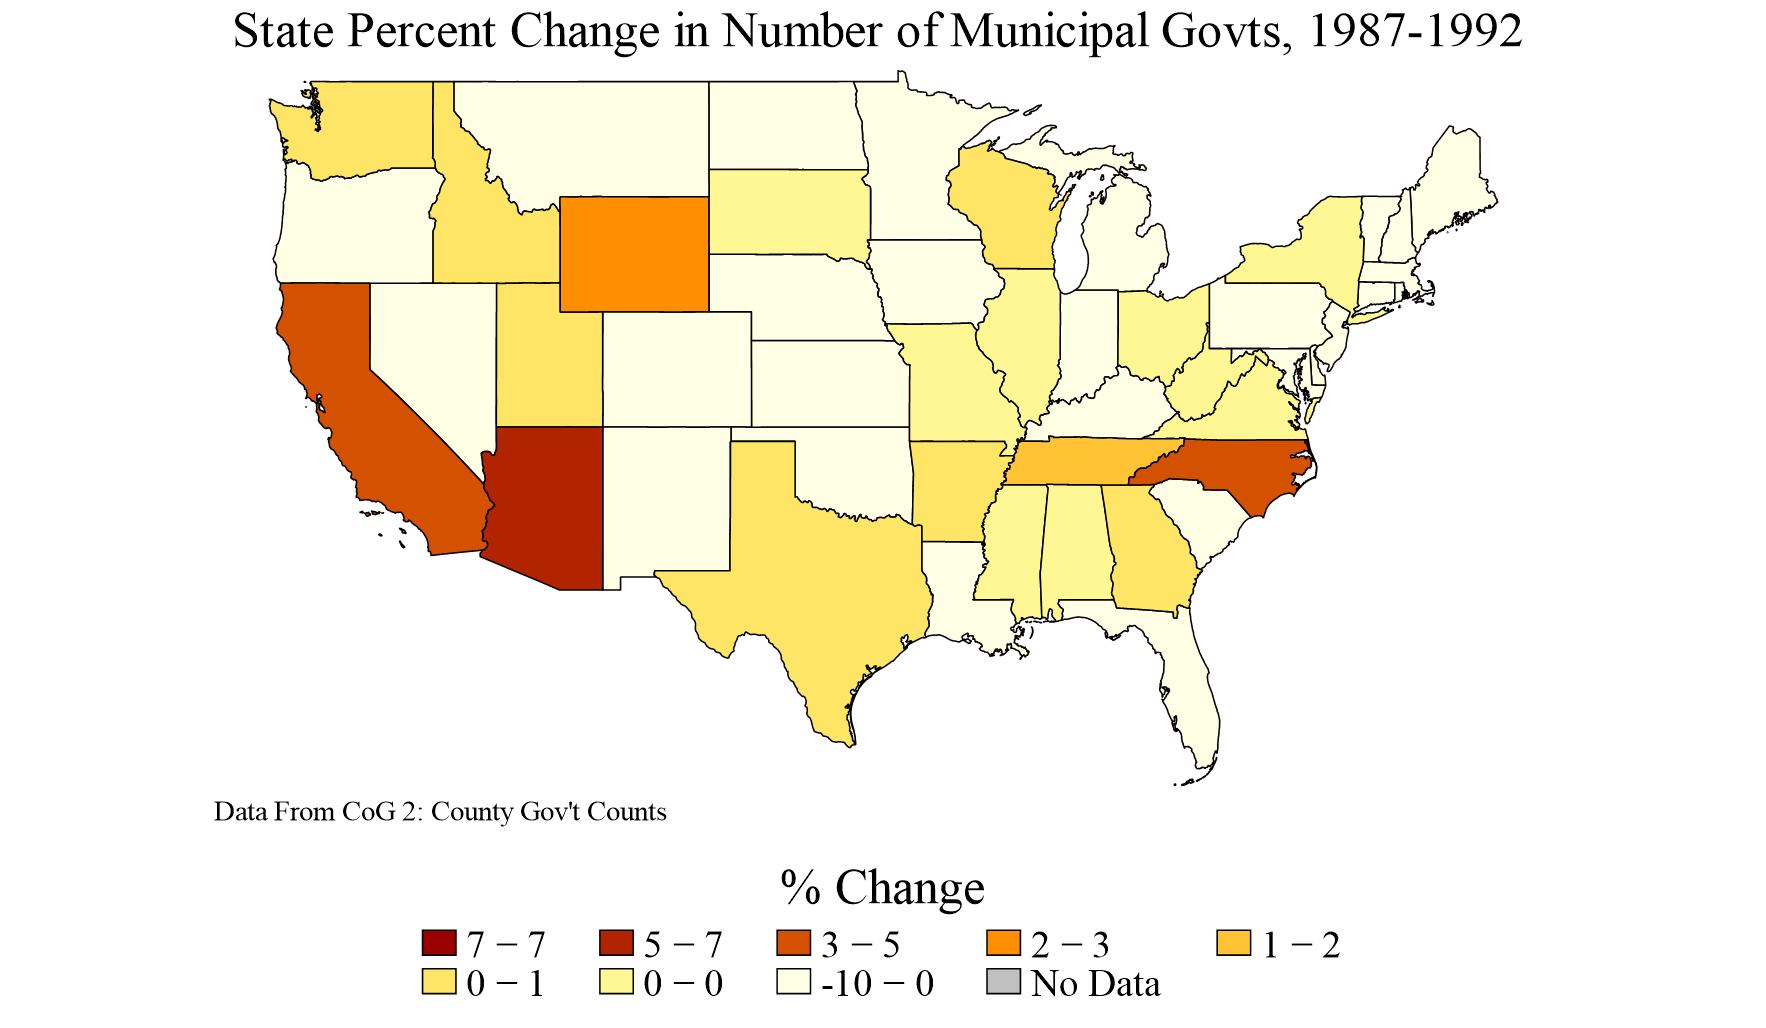 State Percent Change in Number of Municipal Govts, 1987-1992
Data From CoG 2: County Gov't Counts
% Change
7 − 7 5 − 7 3 − 5 2 − 3 1 − 2
0 − 1 0 − 0 -10 − 0 No Data